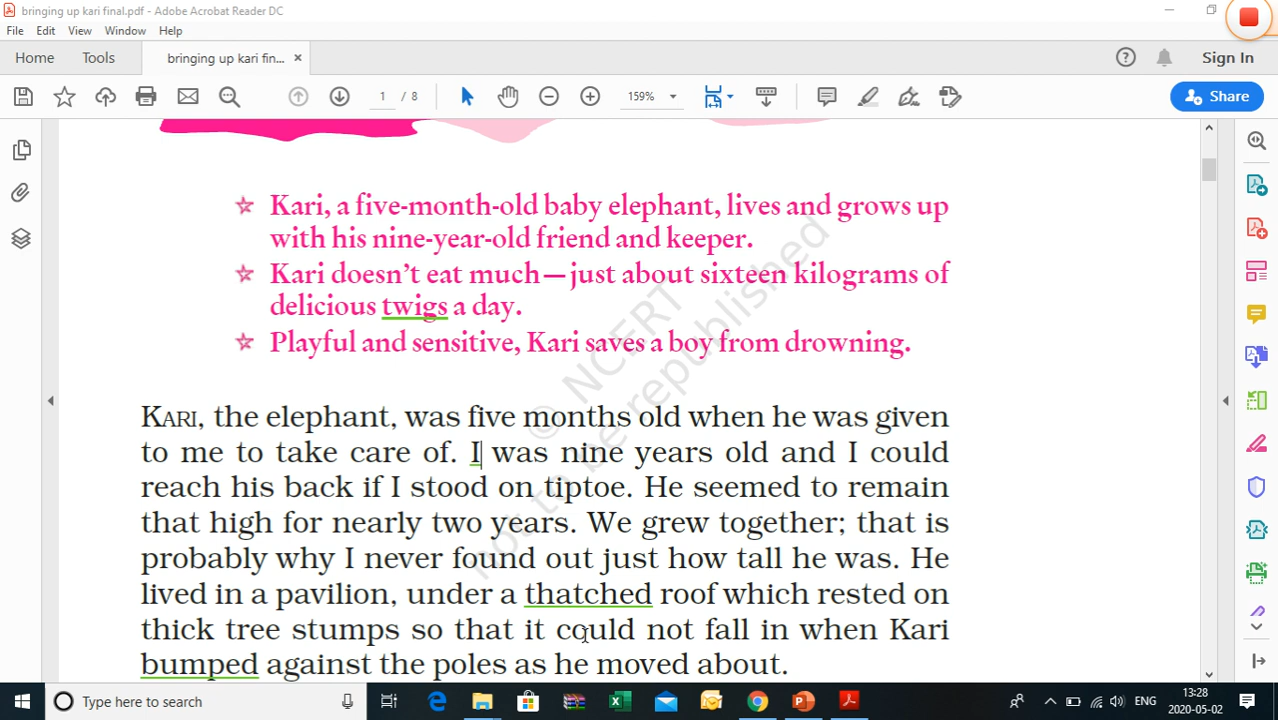 bringing up kari final.pdf - Adobe Acrobat Reader DC
File Edit View Window Help
Home Tools bringing up kari fin... × Sign In
1 / 8 159% Share
Kari, a five-month-old baby elephant, lives and grows up
with his nine-year-old friend and keeper.
Kari doesn't eat much—just about sixteen kilograms of
delicious twigs a day.
Playful and sensitive, Kari saves a boy from drowning.
© NCERT
not to be republished
KARI, the elephant, was five months old when he was given
to me to take care of. I was nine years old and I could
reach his back if I stood on tiptoe. He seemed to remain
that high for nearly two years. We grew together; that is
probably why I never found out just how tall he was. He
lived in a pavilion, under a thatched roof which rested on
thick tree stumps so that it could not fall in when Kari
bumped against the poles as he moved about.
Type here to search
ENG
13:28
2020-05-02